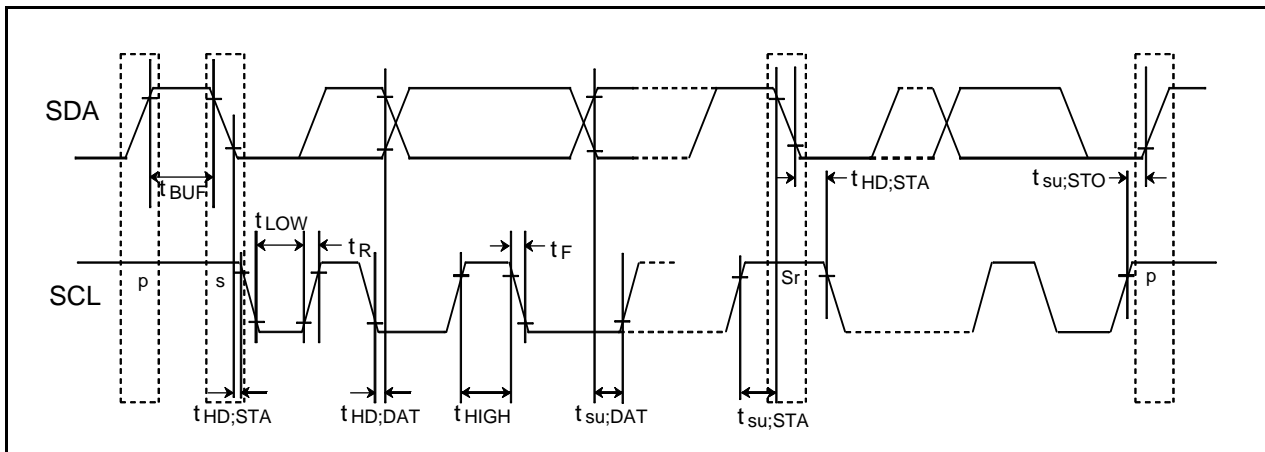 SDA
tBUF
tHD;STA
tsu;STO
tLOW
tR
tF
SCL
p
s
Sr
p
tHD;STA
tHD;DAT
tHIGH
tsu;DAT
tsu;STA